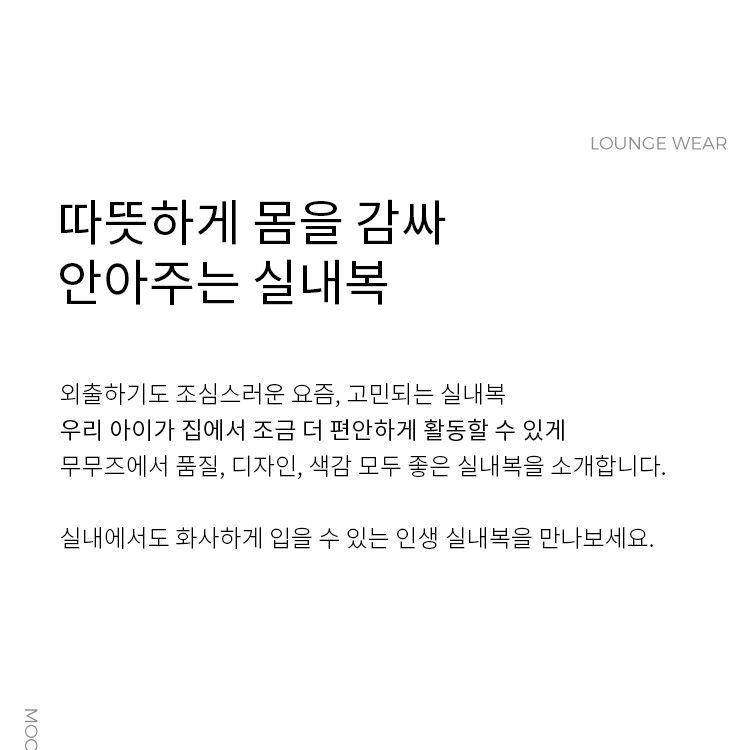 LOUNGE WEAR
따뜻하게 몸을 감싸
안아주는 실내복
외출하기도 조심스러운 요즘, 고민되는 실내복
우리 아이가 집에서 조금 더 편안하게 활동할 수 있게
무무즈에서 품질, 디자인, 색감 모두 좋은 실내복을 소개합니다.
실내에서도 화사하게 입을 수 있는 인생 실내복을 만나보세요.